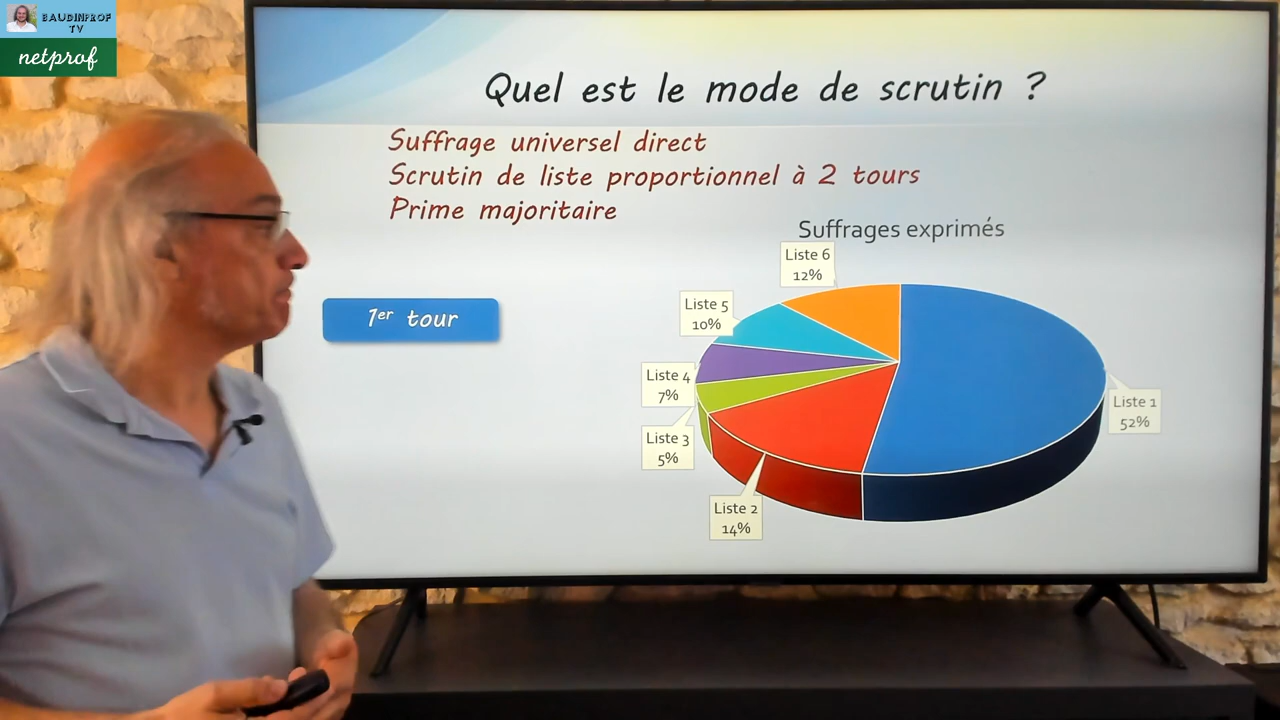 BAUDINPROF
TV
netprof
Quel est le mode de scrutin ?
Suffrage universel direct
Scrutin de liste proportionnel à 2 tours
Prime majoritaire
Suffrages exprimés
1er tour
Liste 6
12%
Liste 5
10%
Liste 4
7%
Liste 3
5%
Liste 2
14%
Liste 1
52%